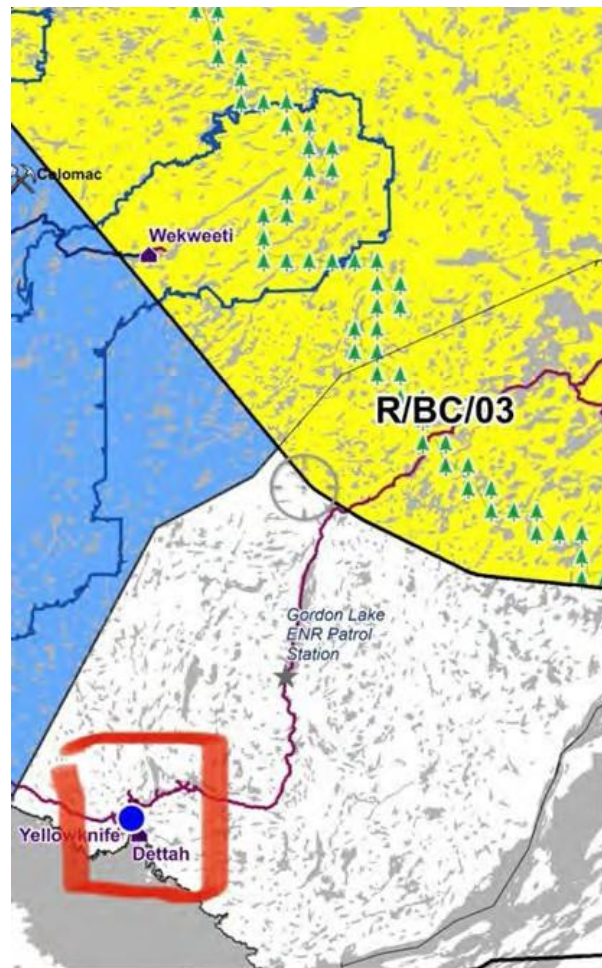 Colomac
Wekweeti
R/BC/03
Gordon Lake
ENR Patrol
Station
Yellowknife
Dettah